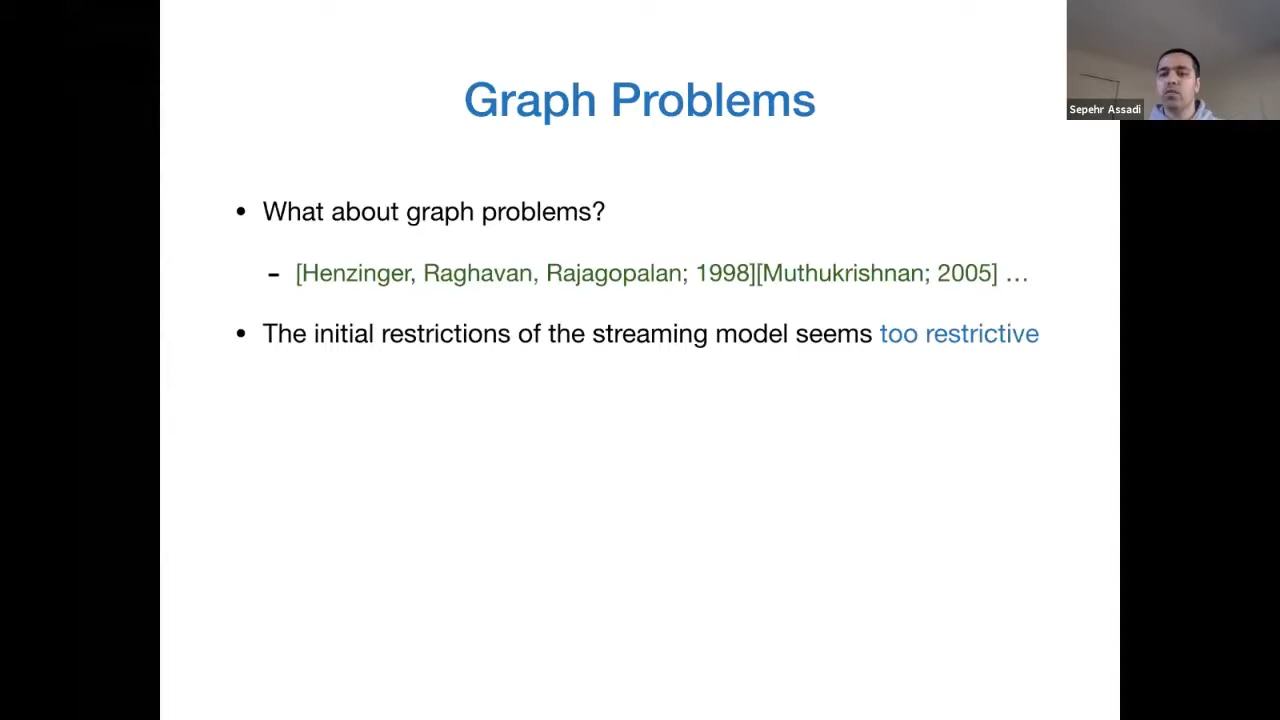 Graph Problems
Sepehr Assadi
• What about graph problems?
- [Henzinger, Raghavan, Rajagopalan; 1998][Muthukrishnan; 2005] …
• The initial restrictions of the streaming model seems too restrictive